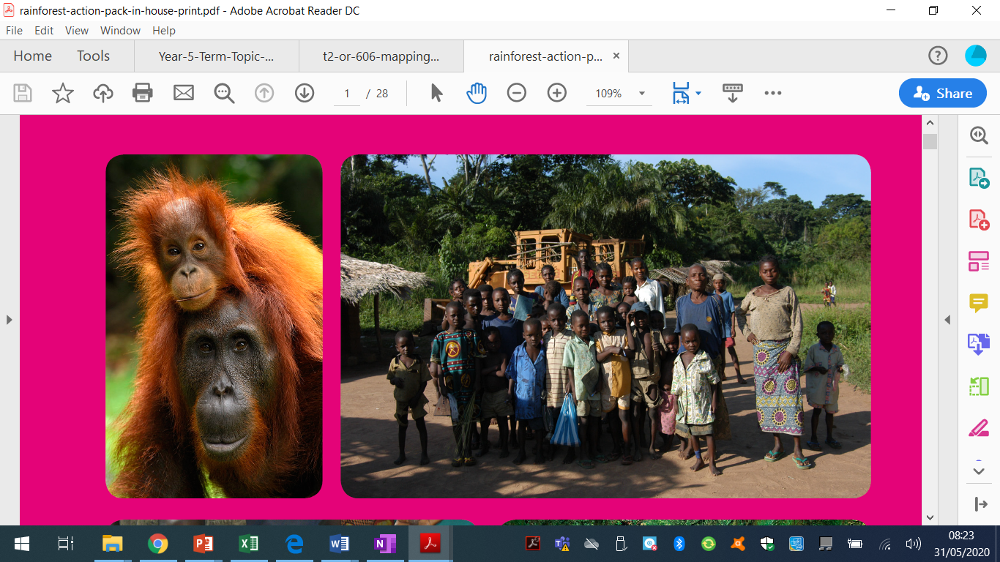 rainforest-action-pack-in-house-print.pdf - Adobe Acrobat Reader DC
File Edit View Window Help
Home Tools Year-5-Term-Topic-... t2-or-606-mapping... rainforest-action-p... ×
1 / 28 109% Share
08:23
31/05/2020